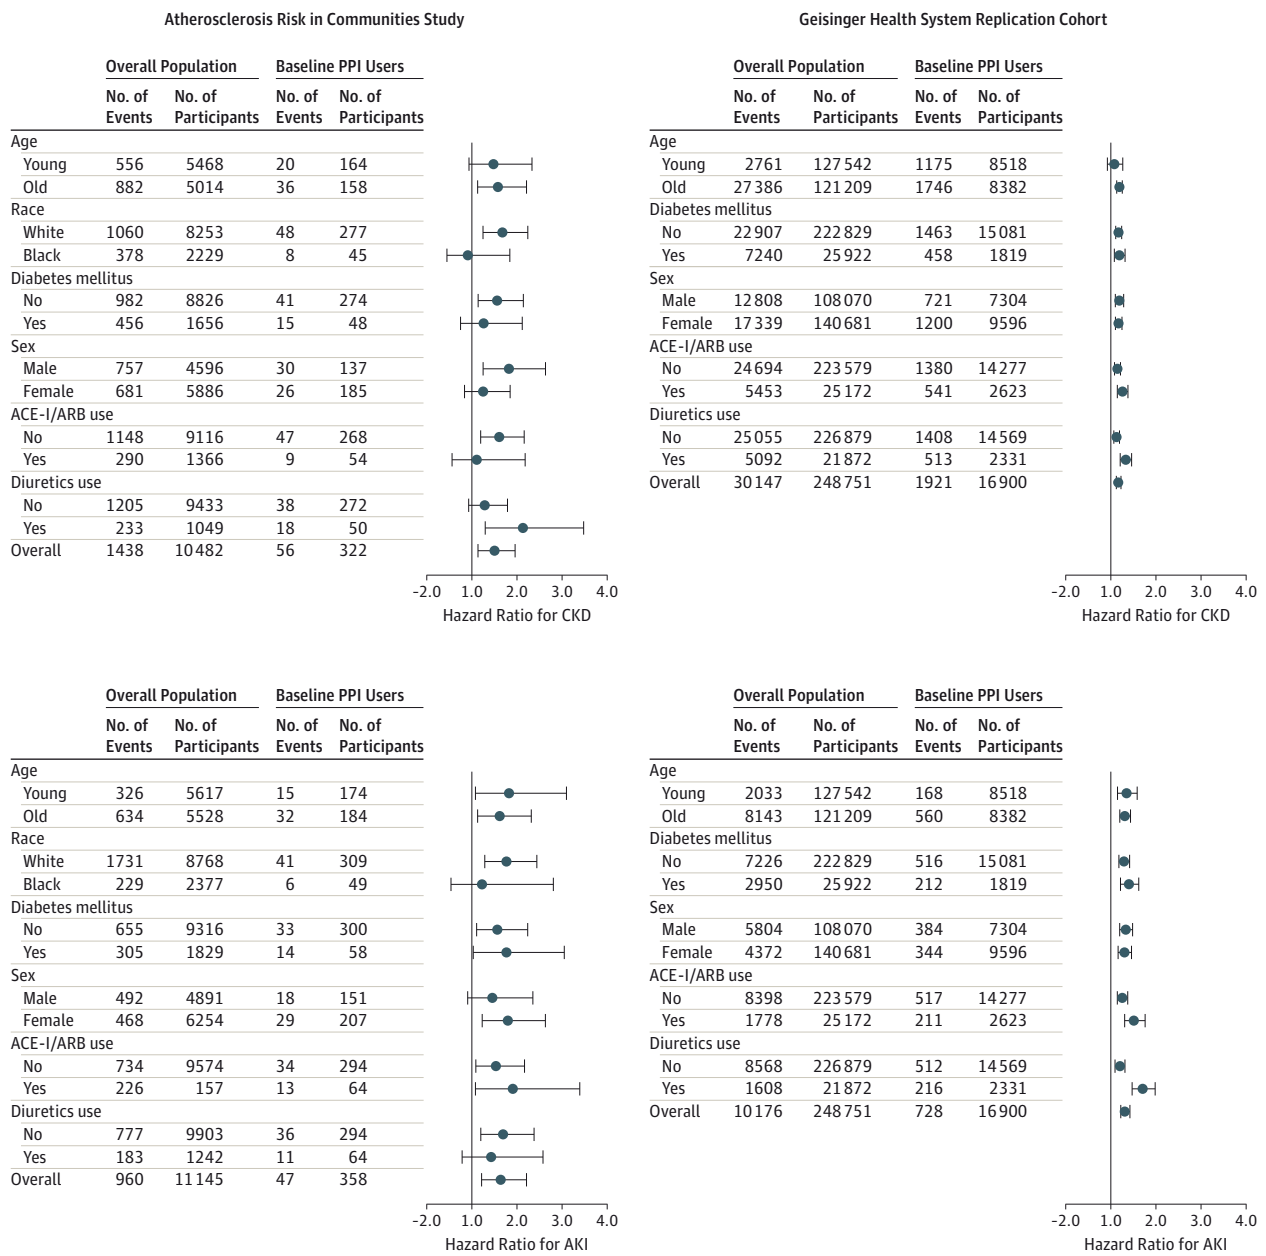 Atherosclerosis Risk in Communities Study
Overall Population Baseline PPI Users
No. of Events No. of Participants No. of Events No. of Participants
Age
Young 556 5468 20 164
Old 882 5014 36 158
Race
White 1060 8253 48 277
Black 378 2229 8 45
Diabetes mellitus
No 982 8826 41 274
Yes 456 1656 15 48
Sex
Male 757 4596 30 137
Female 681 5886 26 185
ACE-I/ARB use
No 1148 9116 47 268
Yes 290 1366 9 54
Diuretics use
No 1205 9433 38 272
Yes 233 1049 18 50
Overall 1438 10482 56 322
-2.0 1.0 2.0 3.0 4.0
Hazard Ratio for CKD
Geisinger Health System Replication Cohort
Overall Population Baseline PPI Users
No. of Events No. of Participants No. of Events No. of Participants
Age
Young 2761 127542 1175 8518
Old 27386 121209 1746 8382
Diabetes mellitus
No 22907 222829 1463 15081
Yes 7240 25922 458 1819
Sex
Male 12808 108070 721 7304
Female 17339 140681 1200 9596
ACE-I/ARB use
No 24694 223579 1380 14277
Yes 5453 25172 541 2623
Diuretics use
No 25055 226879 1408 14569
Yes 5092 21872 513 2331
Overall 30147 248751 1921 16900
-2.0 1.0 2.0 3.0 4.0
Hazard Ratio for CKD
Overall Population Baseline PPI Users
No. of Events No. of Participants No. of Events No. of Participants
Age
Young 326 5617 15 174
Old 634 5528 32 184
Race
White 1731 8768 41 309
Black 229 2377 6 49
Diabetes mellitus
No 655 9316 33 300
Yes 305 1829 14 58
Sex
Male 492 4891 18 151
Female 468 6254 29 207
ACE-I/ARB use
No 734 9574 34 294
Yes 226 157 13 64
Diuretics use
No 777 9903 36 294
Yes 183 1242 11 64
Overall 960 11145 47 358
-2.0 1.0 2.0 3.0 4.0
Hazard Ratio for AKI
Overall Population Baseline PPI Users
No. of Events No. of Participants No. of Events No. of Participants
Age
Young 2033 127542 168 8518
Old 8143 121209 560 8382
Diabetes mellitus
No 7226 222829 516 15081
Yes 2950 25922 212 1819
Sex
Male 5804 108070 384 7304
Female 4372 140681 344 9596
ACE-I/ARB use
No 8398 223579 517 14277
Yes 1778 25172 211 2623
Diuretics use
No 8568 226879 512 14569
Yes 1608 21872 216 2331
Overall 10176 248751 728 16900
-2.0 1.0 2.0 3.0 4.0
Hazard Ratio for AKI